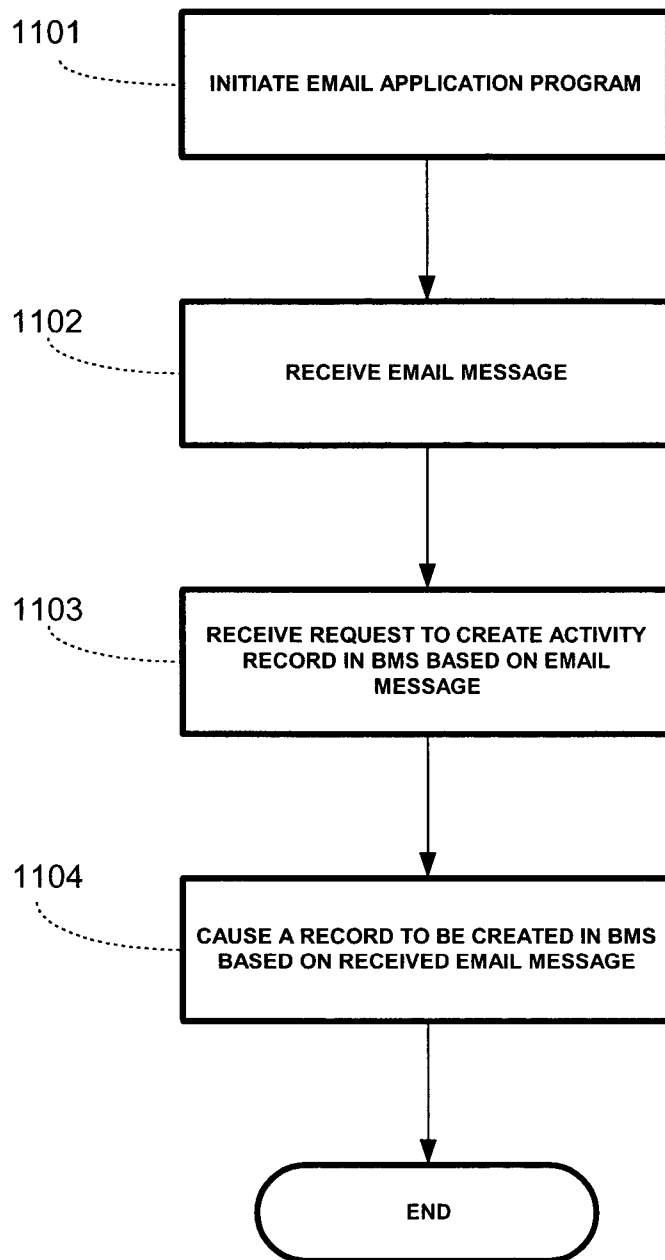 1101
INITIATE EMAIL APPLICATION PROGRAM
1102
RECEIVE EMAIL MESSAGE
1103
RECEIVE REQUEST TO CREATE ACTIVITY
RECORD IN BMS BASED ON EMAIL
MESSAGE
1104
CAUSE A RECORD TO BE CREATED IN BMS
BASED ON RECEIVED EMAIL MESSAGE
END